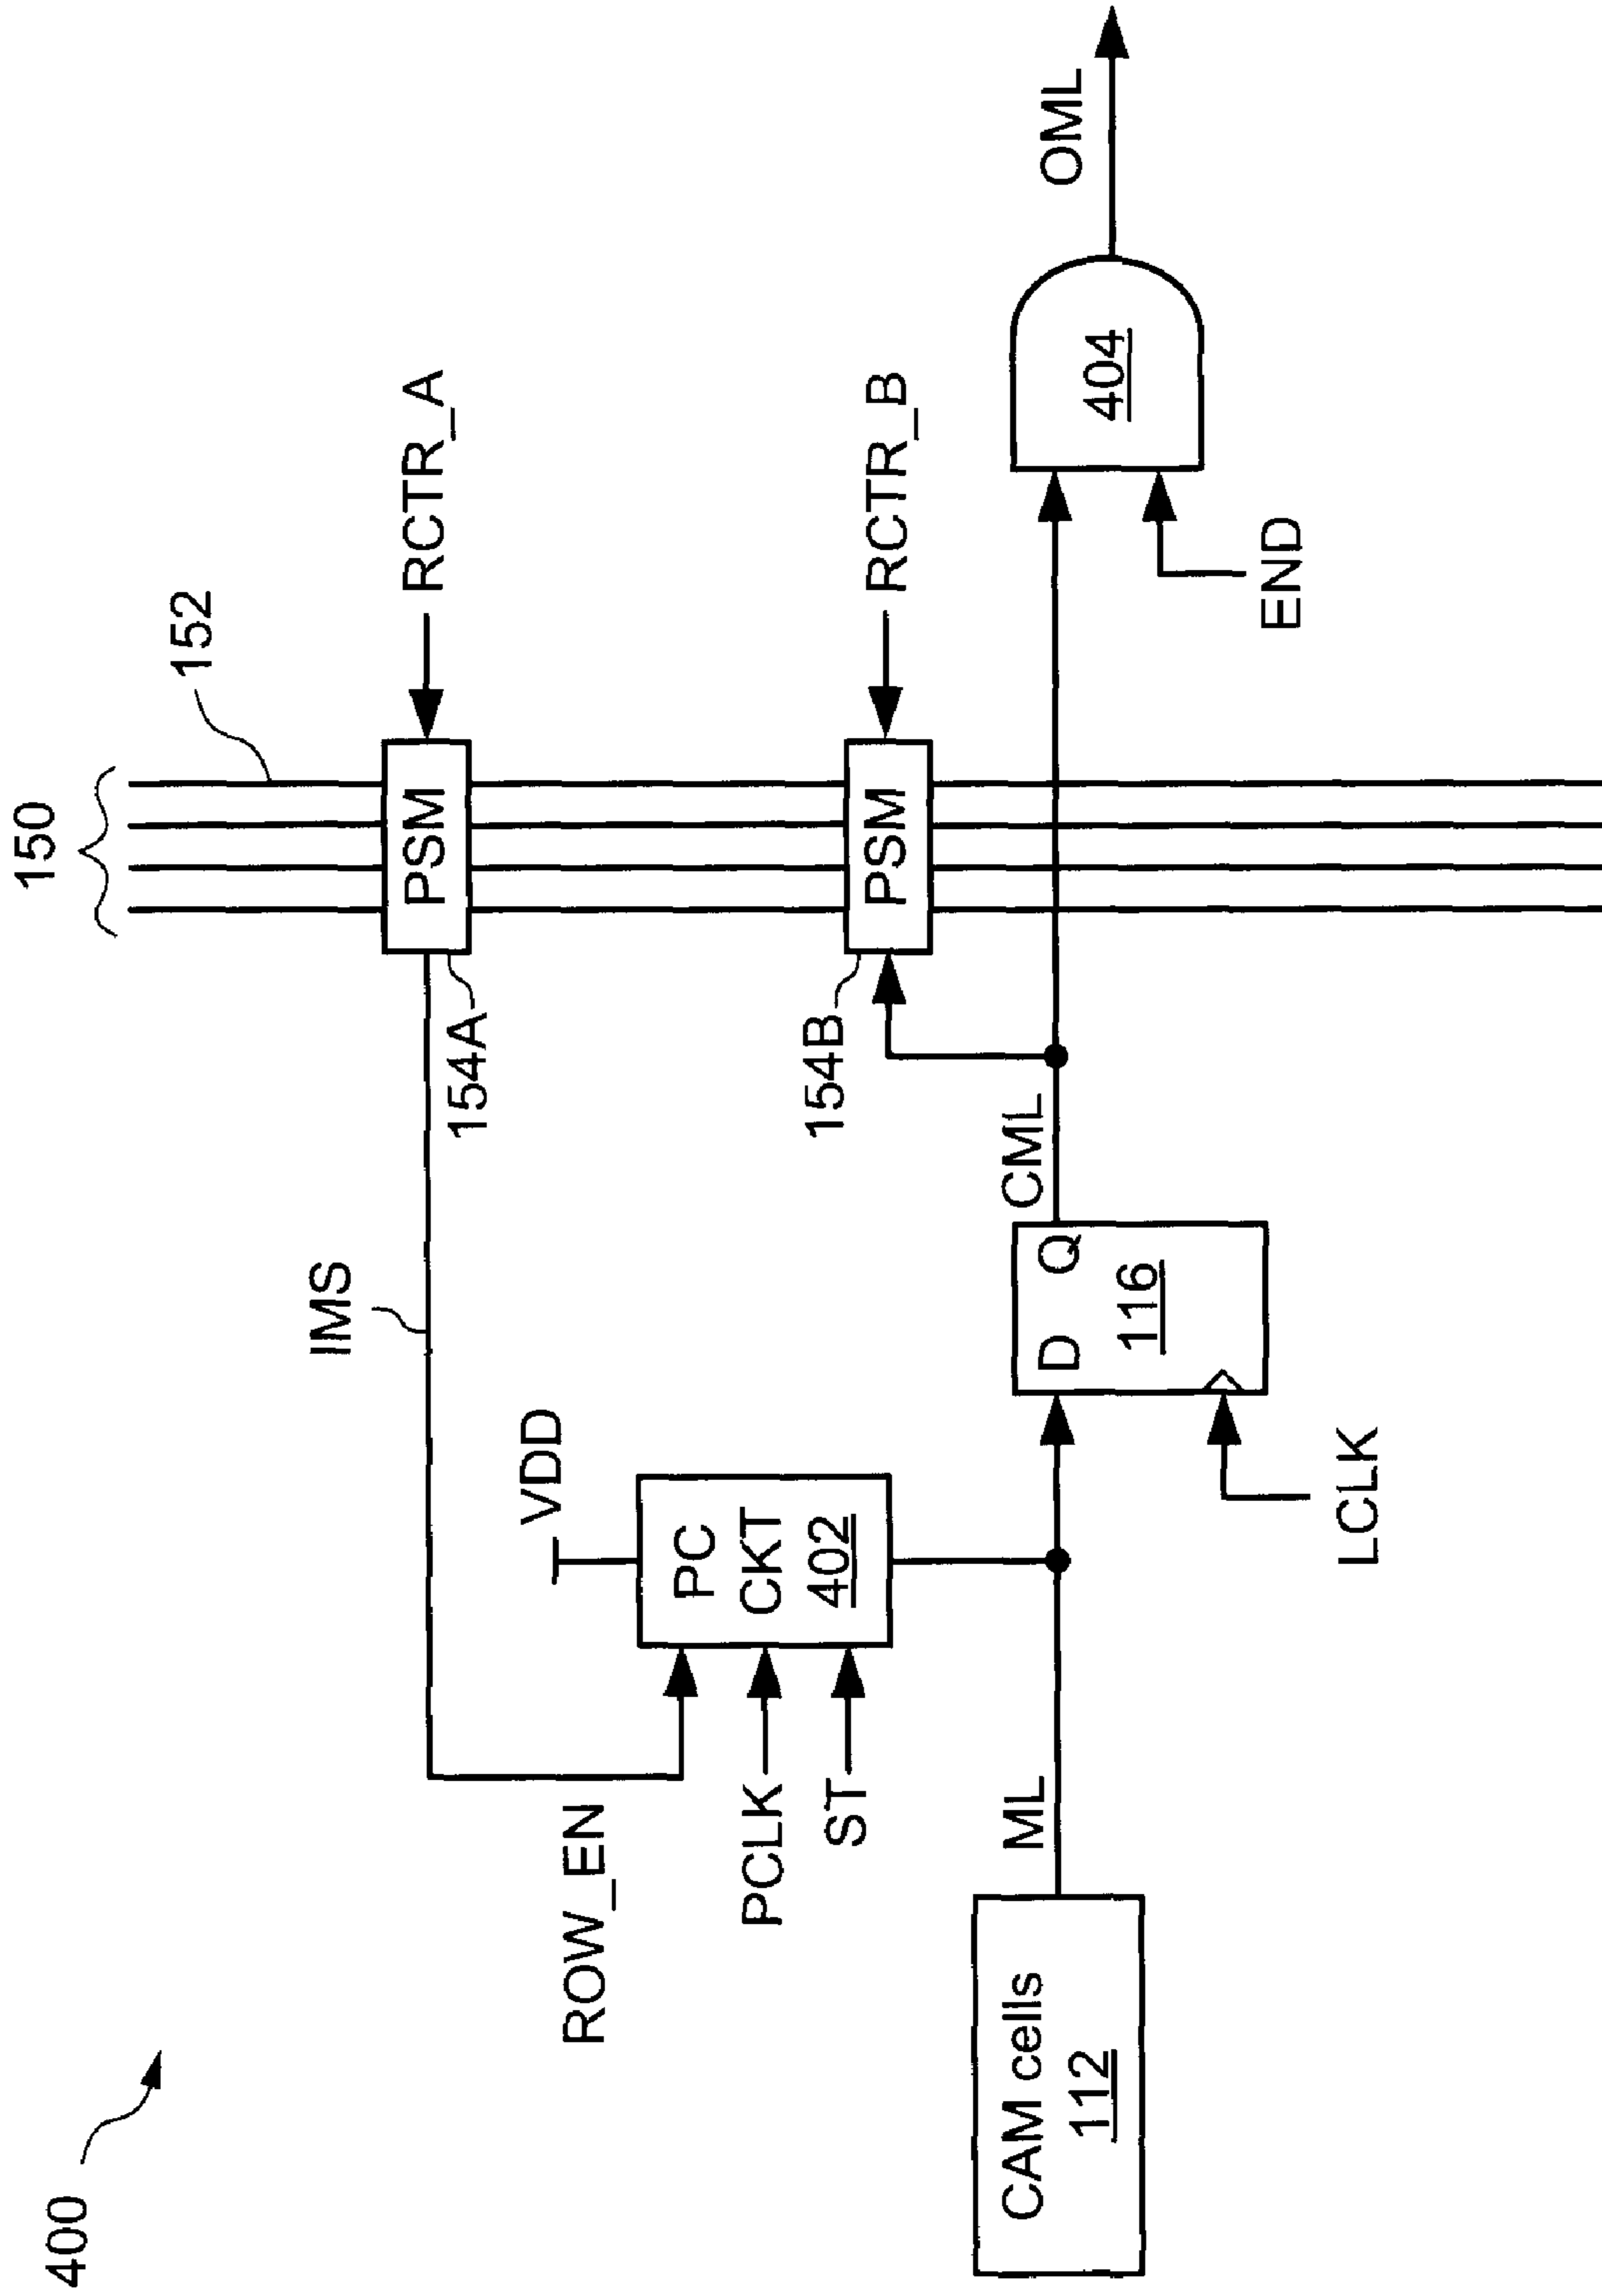 400
150
152
IMS
PSM
RCTR_A
154A
VDD
ROW_EN
PC
CKT
402
PCLK
ST
154B
PSM
RCTR_B
CAM cells
112
ML
D Q
116
LCLK
CML
404
OML
END